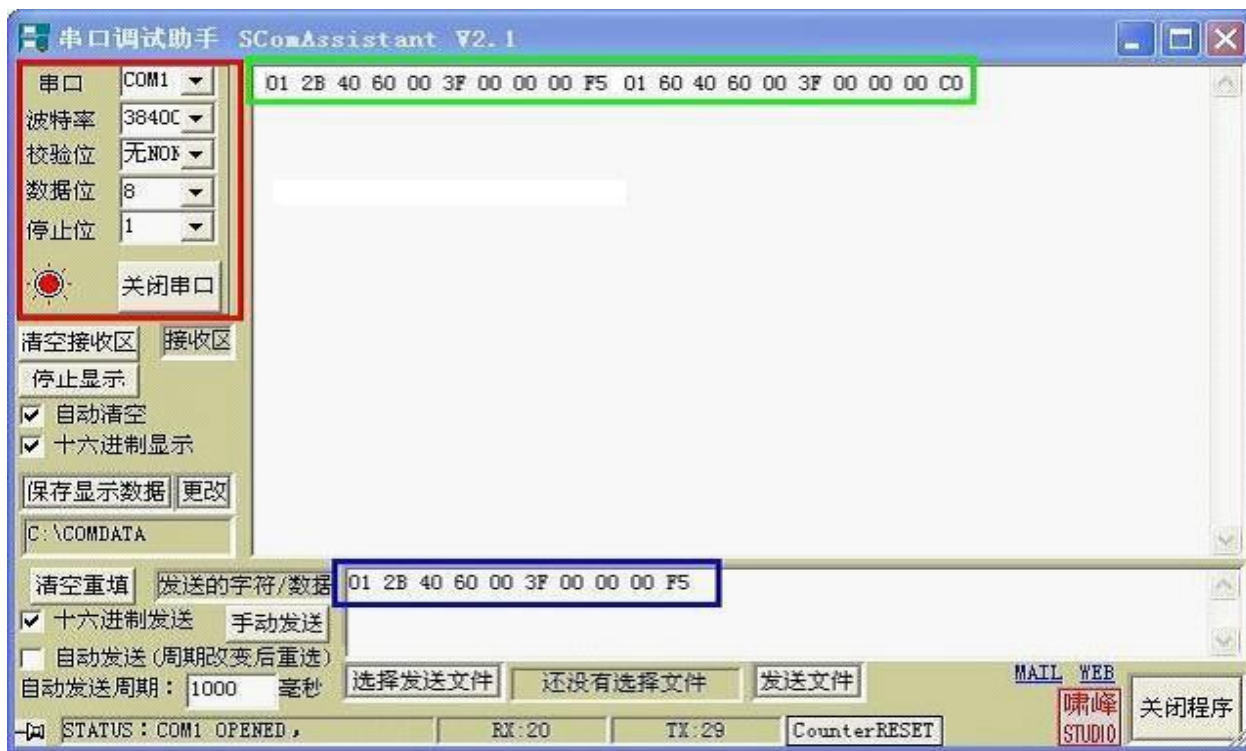 串口调试助手 SComAssistant V2.1
串口 COM1
波特率 38400
校验位 无NON
数据位 8
停止位 1
关闭串口
01 2B 40 60 00 3F 00 00 00 F5 01 60 40 60 00 3F 00 00 00 C0
清空接收区 接收区
停止显示
自动清空
十六进制显示
保存显示数据 更改
C:\COMDATA
清空重填 发送的字符/数据 01 2B 40 60 00 3F 00 00 00 F5
十六进制发送 手动发送
自动发送(周期改变后重选)
自动发送周期： 1000 毫秒 选择发送文件 还没有选择文件 发送文件
MAIL WEB
啸峰
STUDIO
关闭程序
STATUS：COM1 OPENED， RX:20 TX:29 CounterRESET